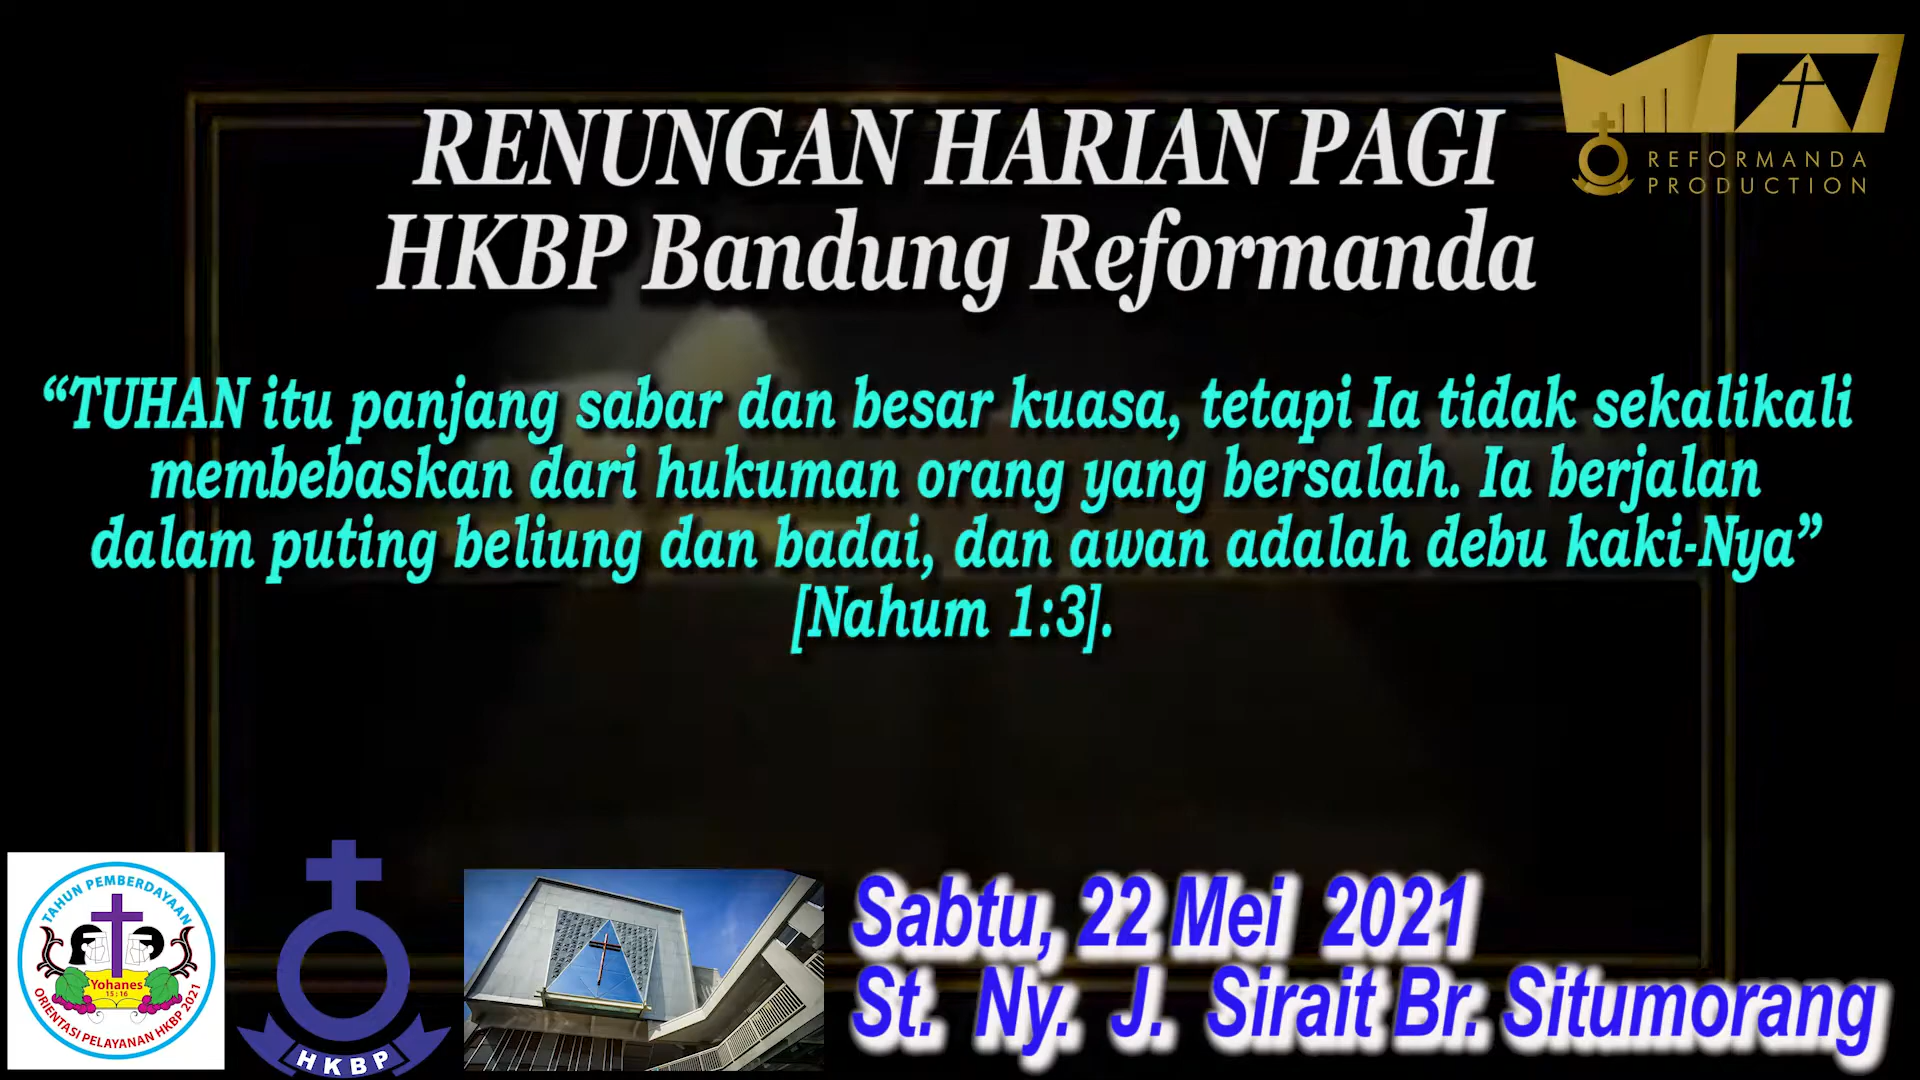 RENUNGAN HARIAN PAGI
HKBP Bandung Reformanda
REFORMANDA
PRODUCTION
“TUHAN itu panjang sabar dan besar kuasa, tetapi Ia tidak sekalikali
membebaskan dari hukuman orang yang bersalah. Ia berjalan
dalam puting beliung dan badai, dan awan adalah debu kaki-Nya”
[Nahum 1:3].
TAHUN PEMBERDAYAAN
Yohanes
15:16
ORIENTASI PELAYANAN HKBP 2021
HKBP
Sabtu, 22 Mei 2021
St. Ny. J. Sirait Br. Situmorang